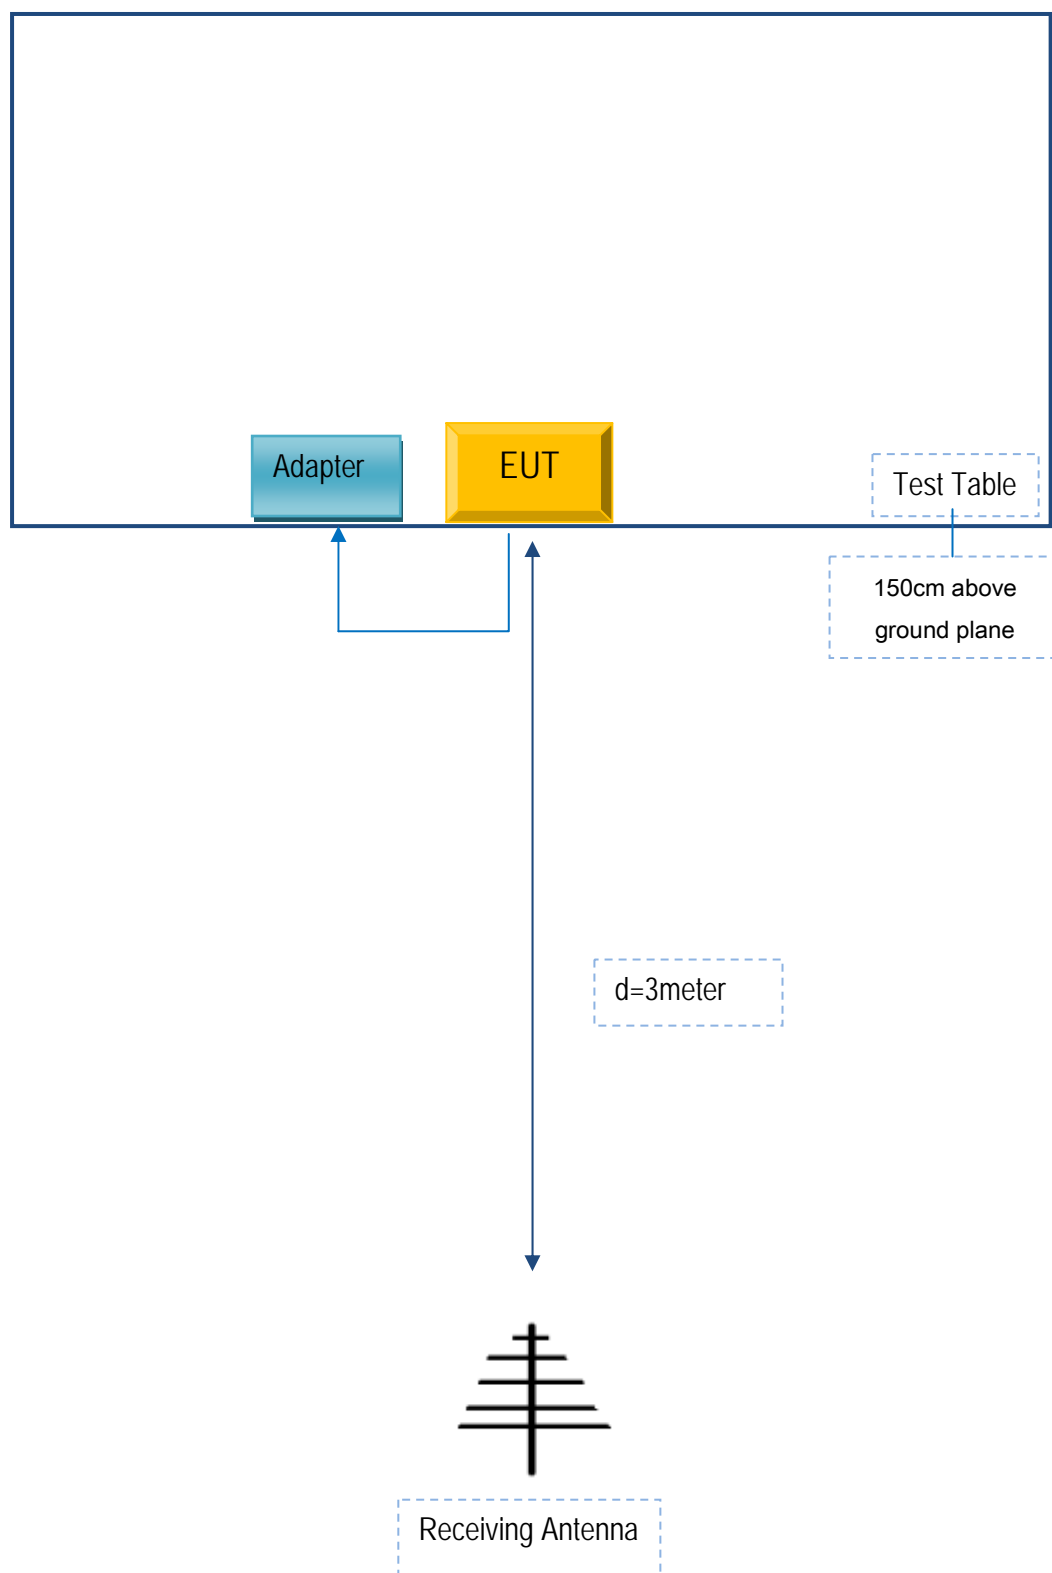 Adapter
EUT
Test Table
150cm above
ground plane
d=3meter
Receiving Antenna